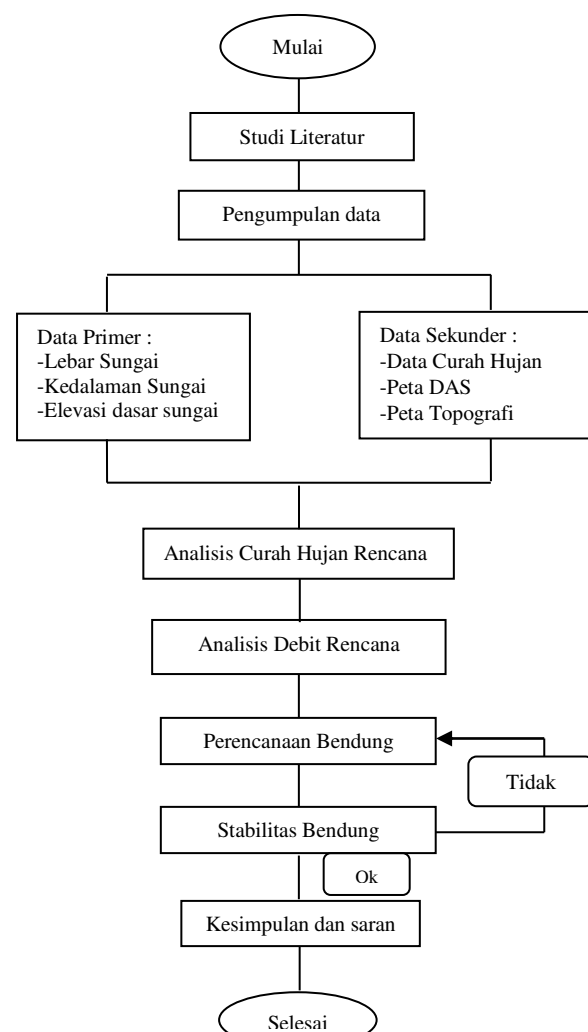 Mulai
Studi Literatur
Pengumpulan data
Data Primer :
-Lebar Sungai
-Kedalaman Sungai
-Elevasi dasar sungai
Data Sekunder :
-Data Curah Hujan
-Peta DAS
-Peta Topografi
Analisis Curah Hujan Rencana
Analisis Debit Rencana
Perencanaan Bendung
Tidak
Stabilitas Bendung
Ok
Kesimpulan dan saran
Selesai